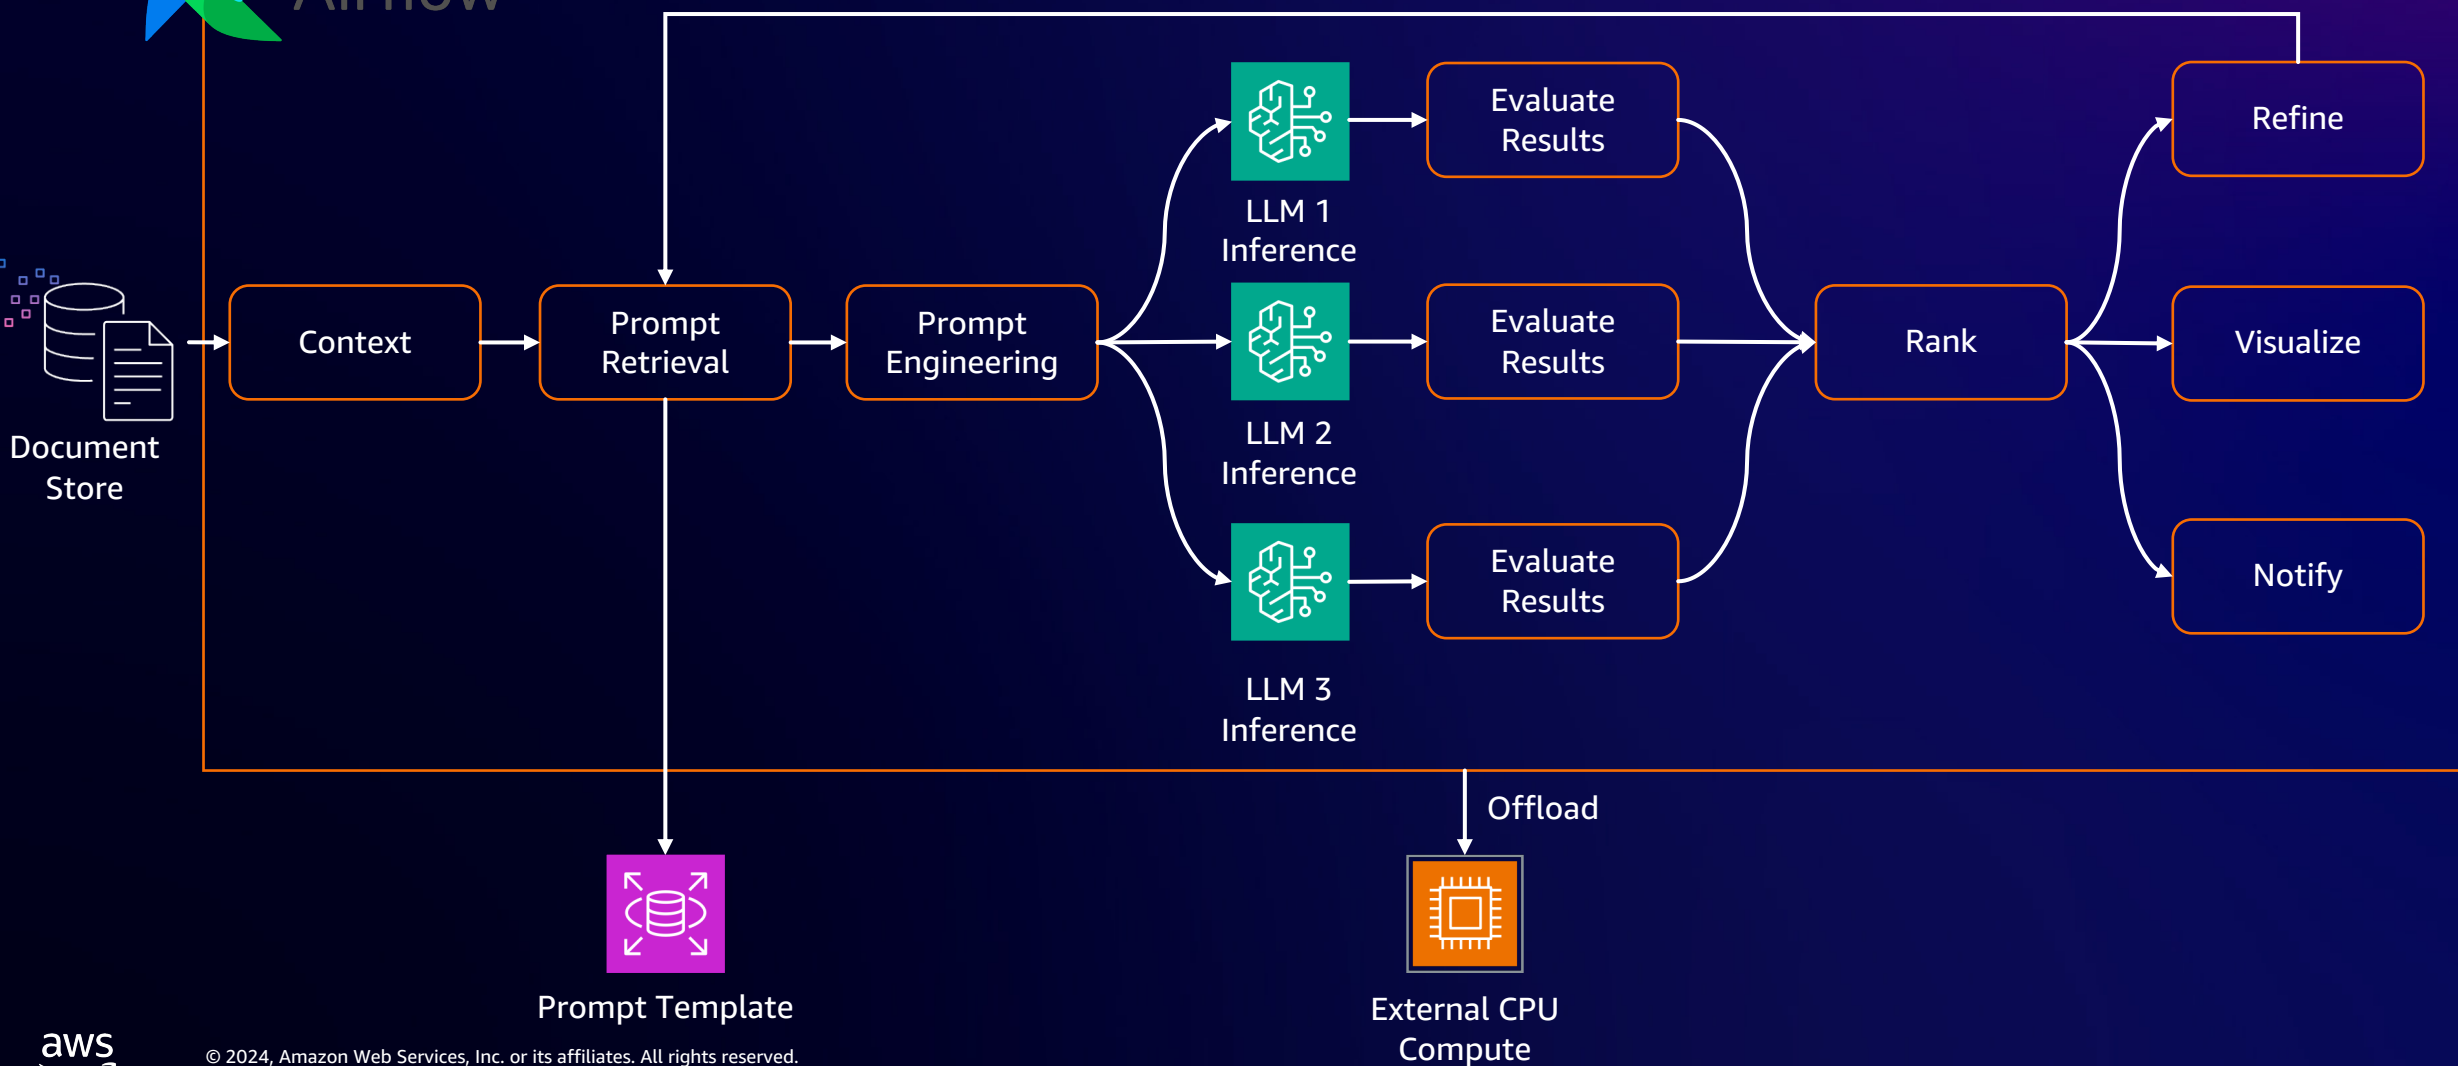 Airflow
Evaluate
Results
Refine
LLM 1
Inference
Document
Store
Context
Prompt
Retrieval
Prompt
Engineering
LLM 2
Inference
Evaluate
Results
Rank
Visualize
LLM 3
Inference
Evaluate
Results
Notify
Offload
Prompt Template
External CPU
Compute
aws
© 2024, Amazon Web Services, Inc. or its affiliates. All rights reserved.